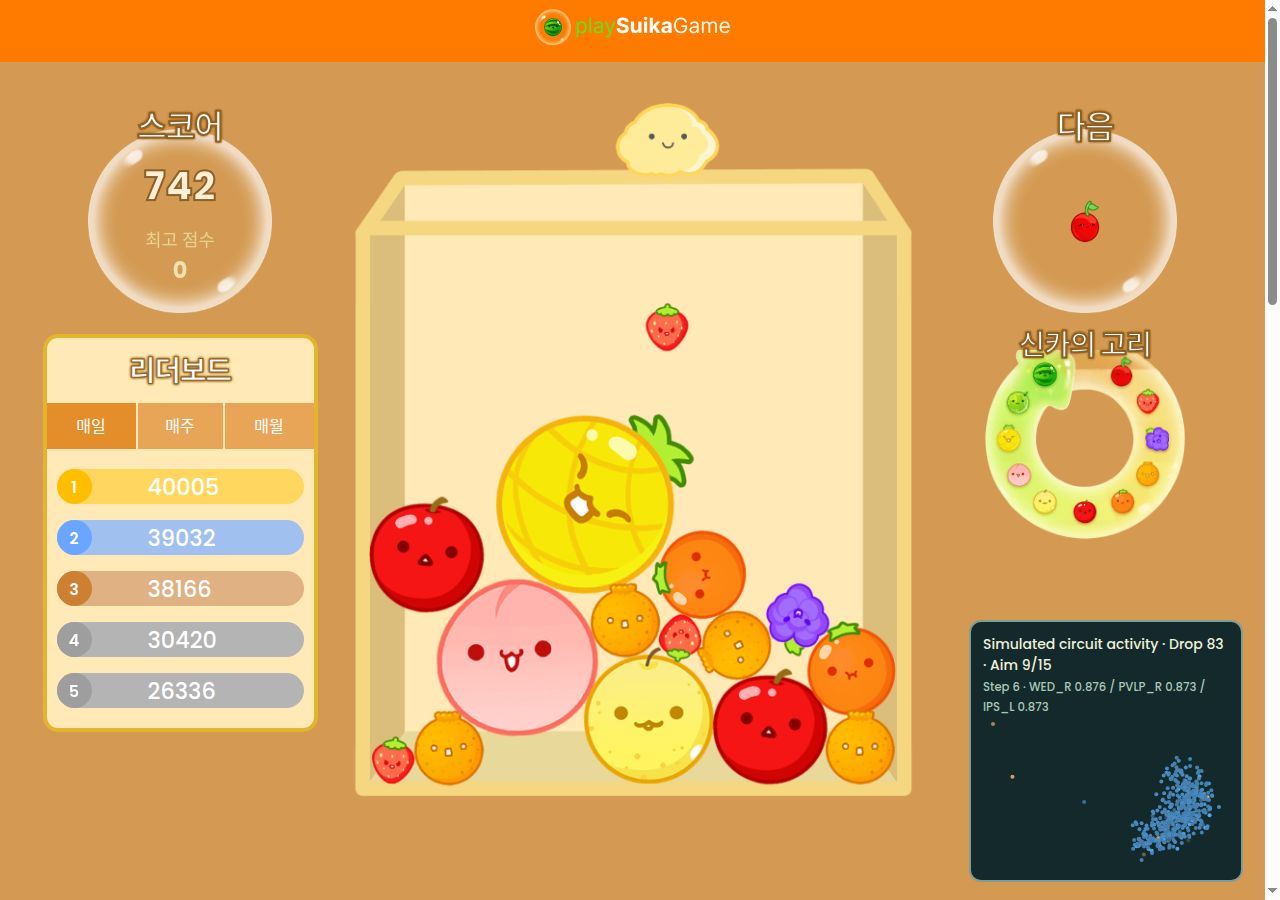 playSuikaGame
스코어
742
최고 점수
0
리더보드
매일 매주 매월
1 40005
2 39032
3 38166
4 30420
5 26336
다음
신카의 고리
Simulated circuit activity · Drop 83
· Aim 9/15
Step 6 · WED_R 0.876 / PVLP_R 0.873 /
IPS_L 0.873